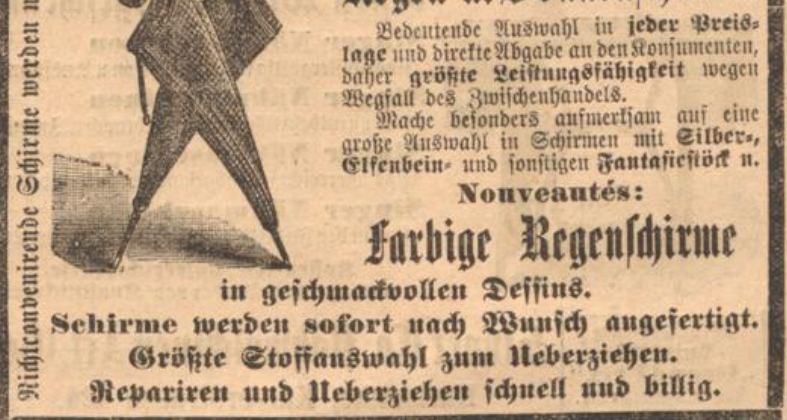 Bedeutende Auswahl in jeder Preis-
lage und direkte Abgabe an den Konsumenten,
daher größte Leistungsfähigkeit wegen
Wegfall des Zwischenhandels.
Mache besonders aufmerksam auf eine
große Auswahl in Schirmen mit Silber-,
Elfenbein- und sonstigen Fantasiestöck n.
Nouveautés:
Farbige Regenschirme
in geschmackvollen Dessins.
Schirme werden sofort nach Wunsch angefertigt.
Größte Stoffauswahl zum Ueberziehen.
Repariren und Ueberziehen schnell und billig.
Nichtconvenirende Schirme werden